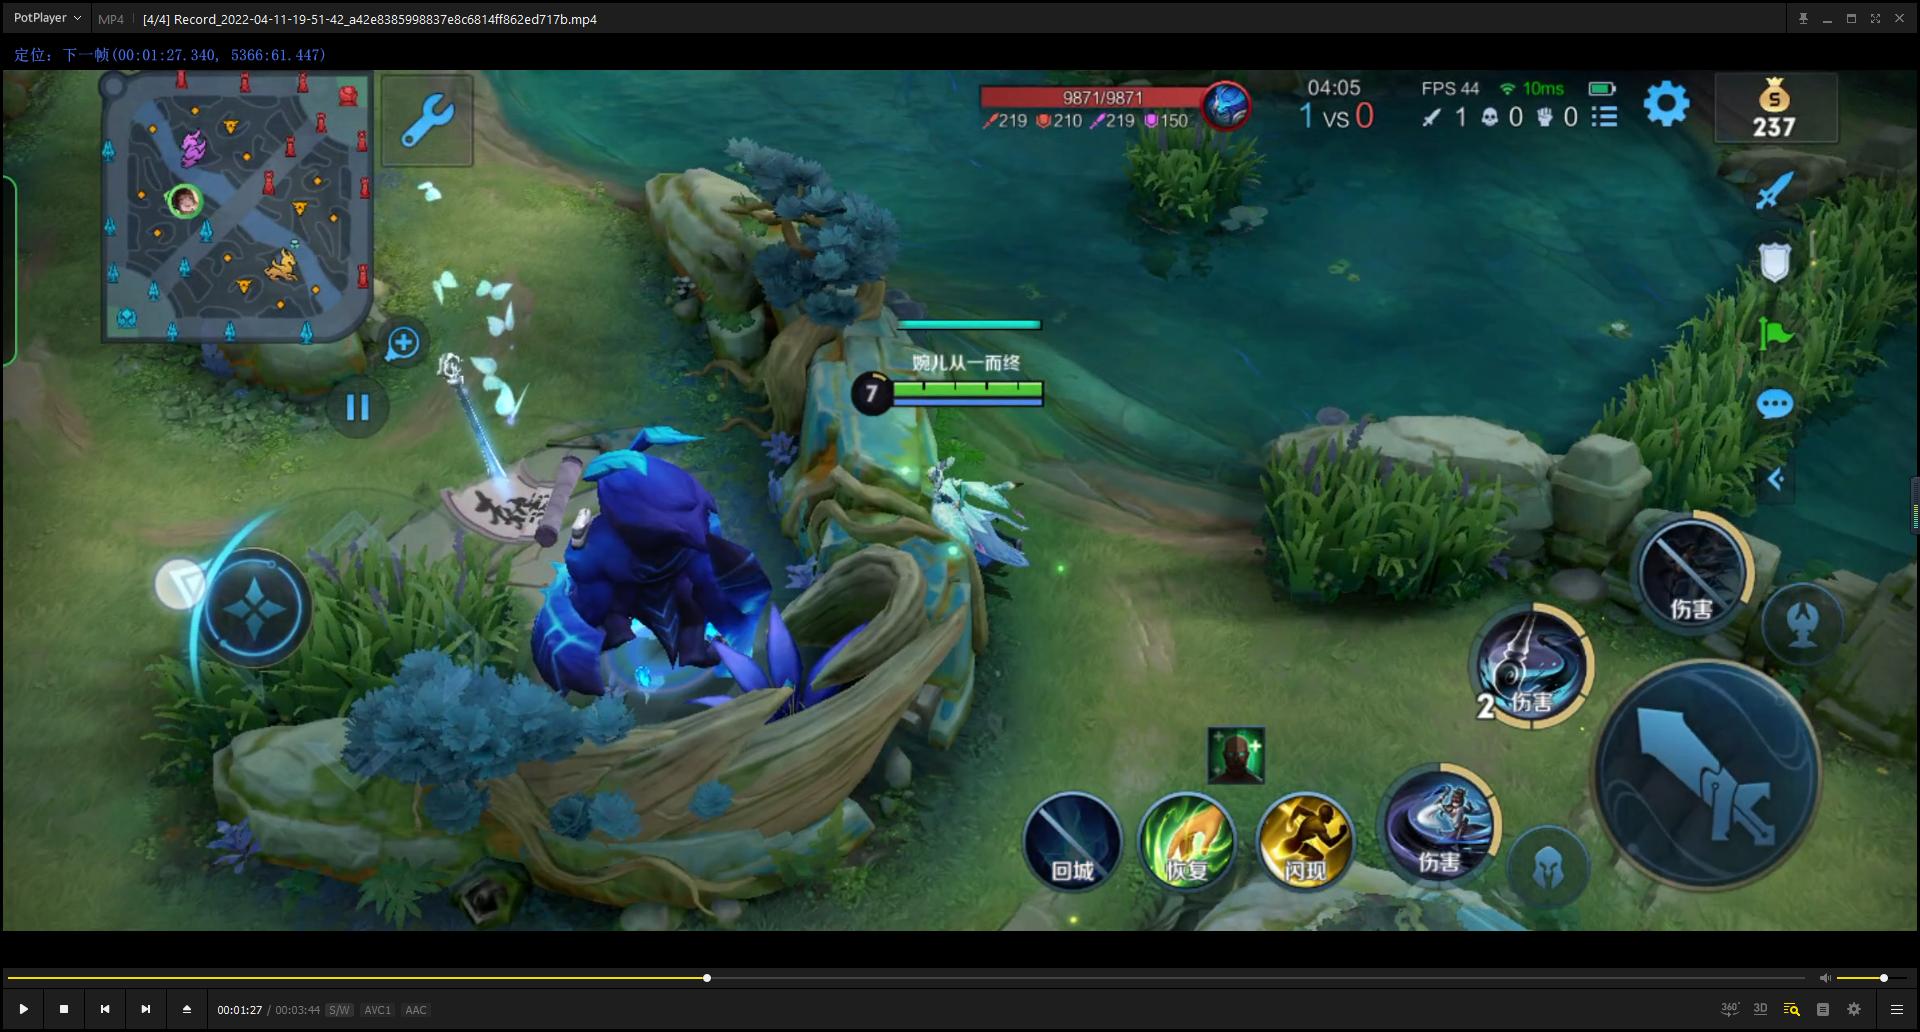 PotPlayer MP4 [4/4] Record_2022-04-11-19-51-42_a42e8385998837e8c6814ff862ed717b.mp4
定位：下一帧(00:01:27.340, 5366:61.447)
9871/9871
219 210 219 150
04:05
1 VS 0
FPS 44 10ms
1 0 0
237
婉儿从一而终
7
伤害
2 伤害
伤害
回城 恢复 闪现
00:01:27 / 00:03:44 S/W AVC1 AAC
360° 3D